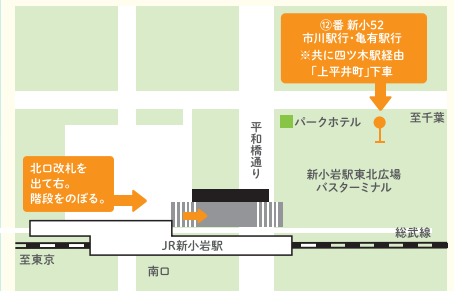 ⑫番 新小52
市川駅行・亀有駅行
※共に四ツ木駅経由
「上平井町」下車
パークホテル
至千葉
平和橋通り
新小岩駅東北広場
バスターミナル
北口改札を
出て右。
階段をのぼる。
総武線
JR新小岩駅
至東京
南口